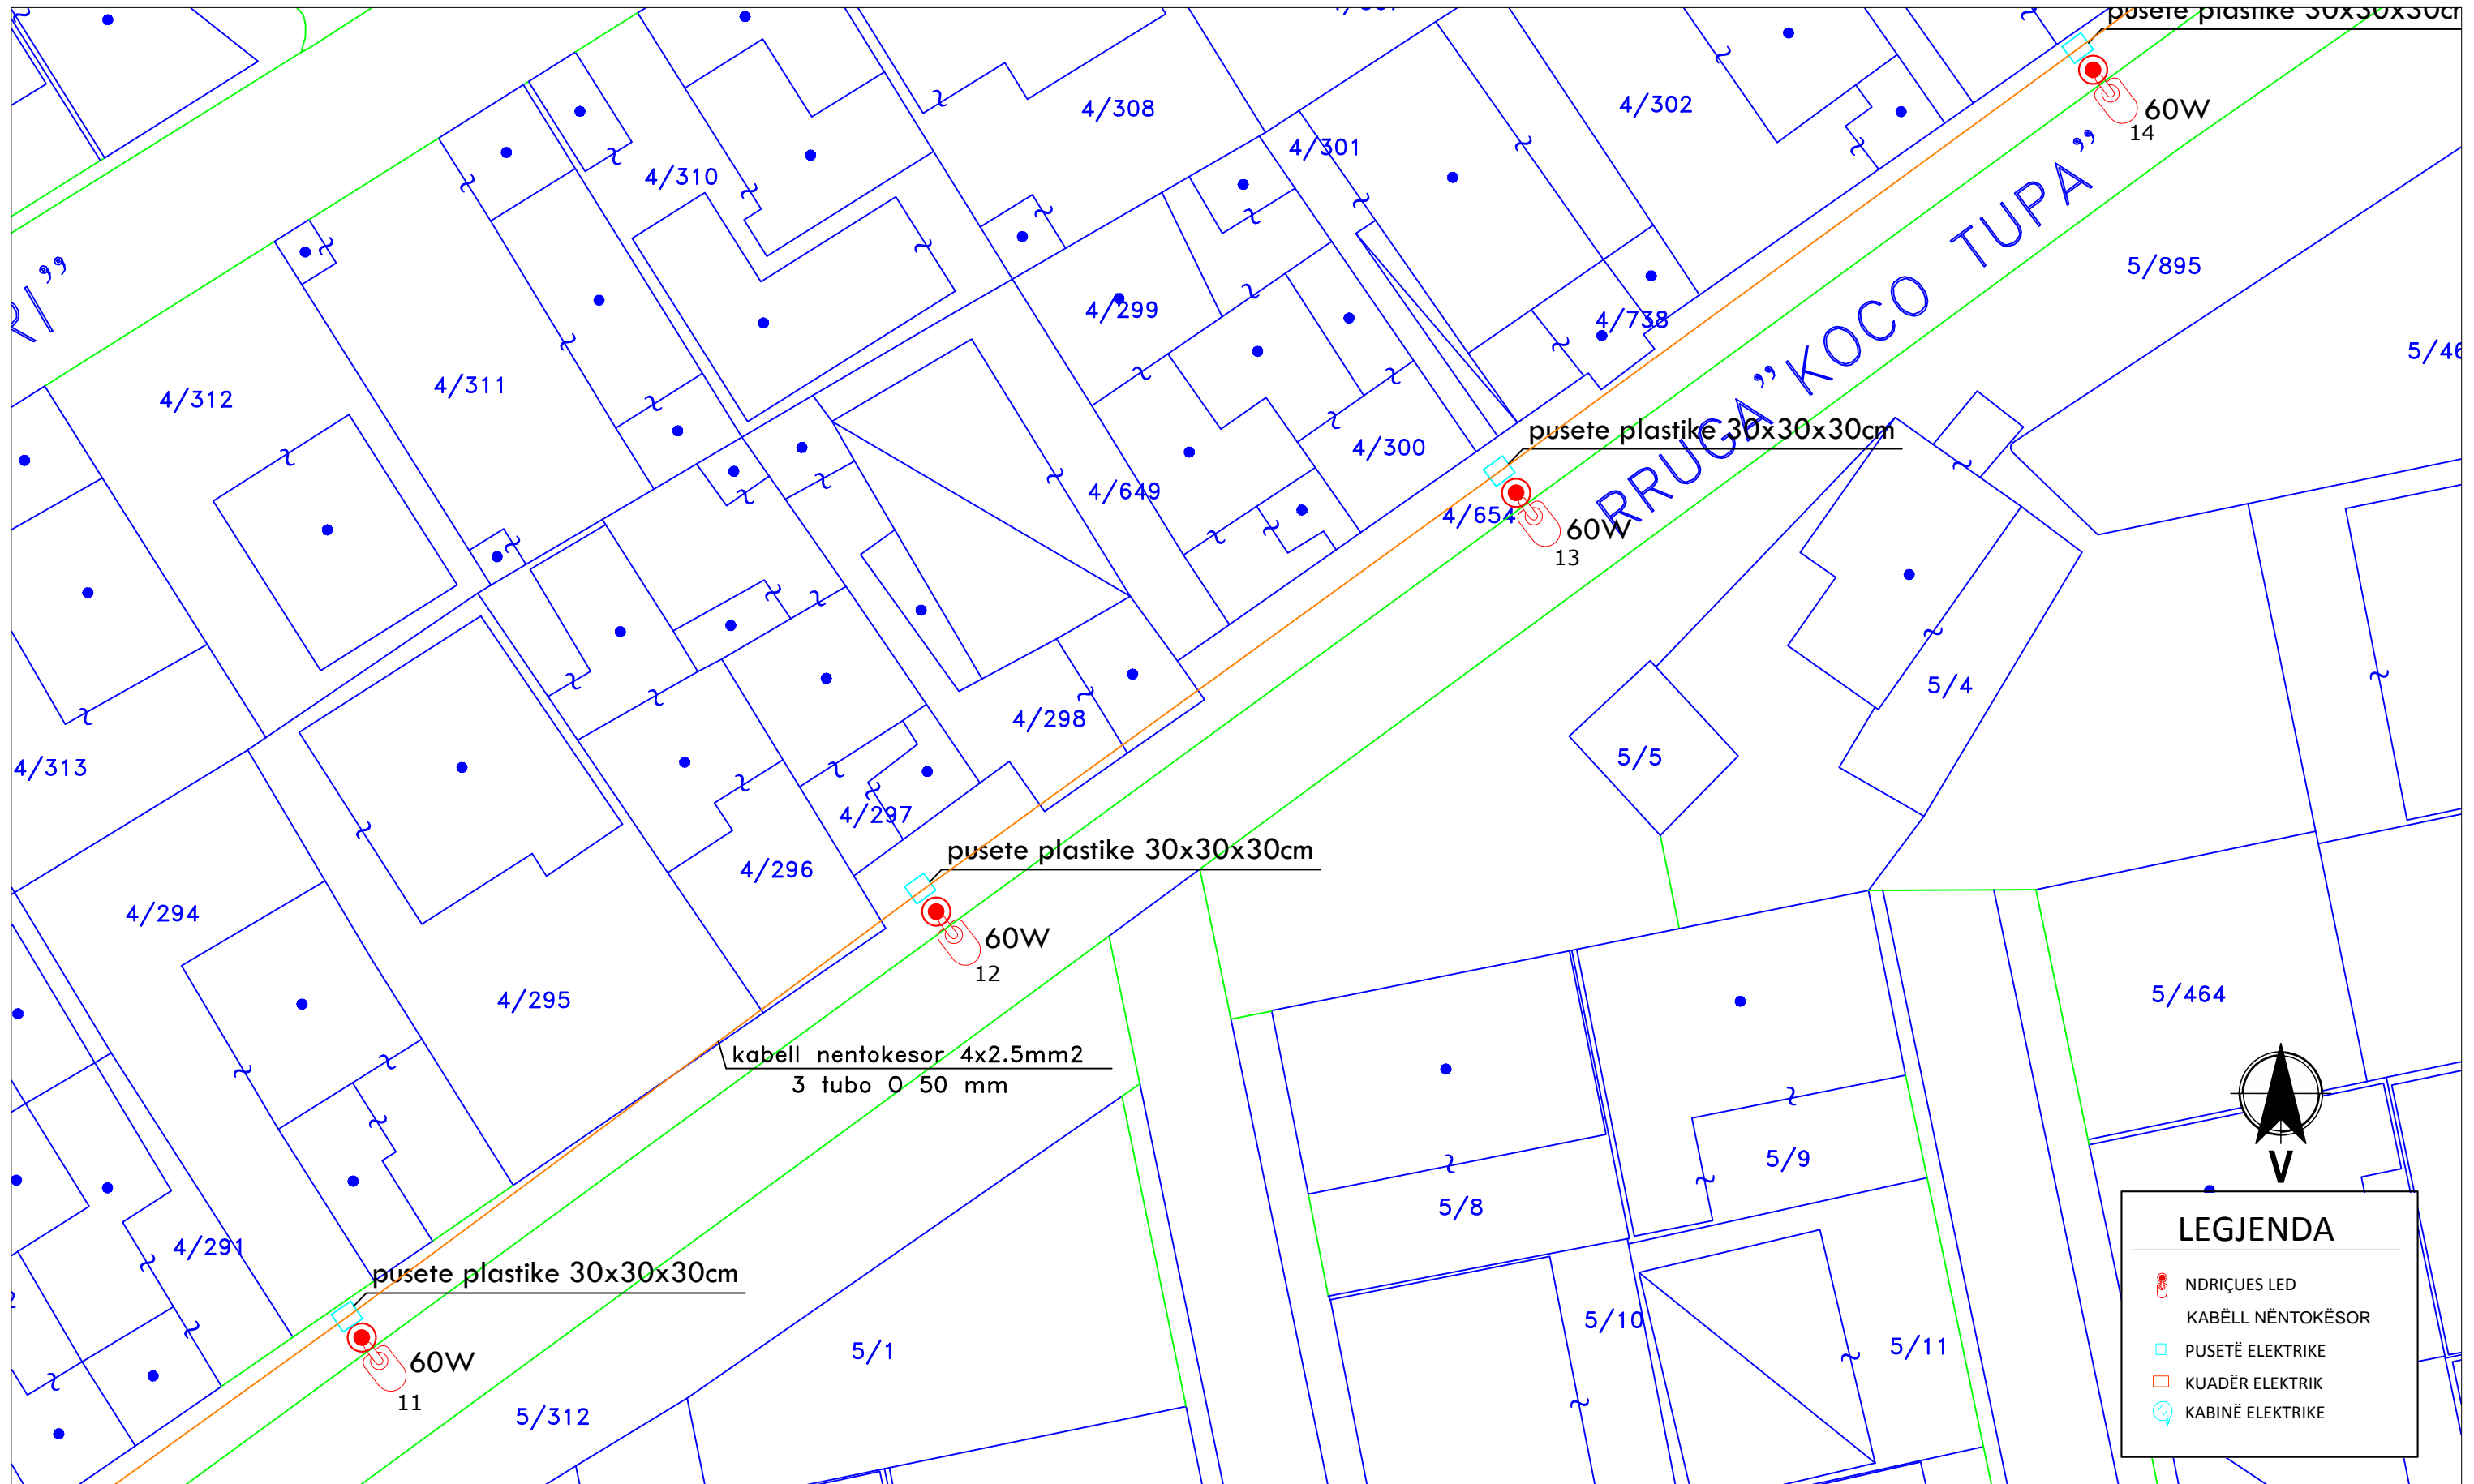 pusete plastike 30x30x30cm
60W
14
4/308
4/302
4/301
4/310
RRUGA"KOCO TUPA"
5/895
4/299
4/738
4/312
4/311
pusete plastike 30x30x30cm
4/300
4/649
4/654
60W
13
5/4
4/298
5/5
4/313
4/297
pusete plastike 30x30x30cm
4/296
4/294
60W
12
4/295
5/464
kabell nentokesor 4x2.5mm2
3 tubo 0 50 mm
V
5/9
5/8
4/291
pusete plastike 30x30x30cm
5/10
5/11
5/1
60W
11
5/312
LEGJENDA
NDRIÇUES LED
KABËLL NËNTOKËSOR
PUSETË ELEKTRIKE
KUADËR ELEKTRIK
KABINË ELEKTRIKE